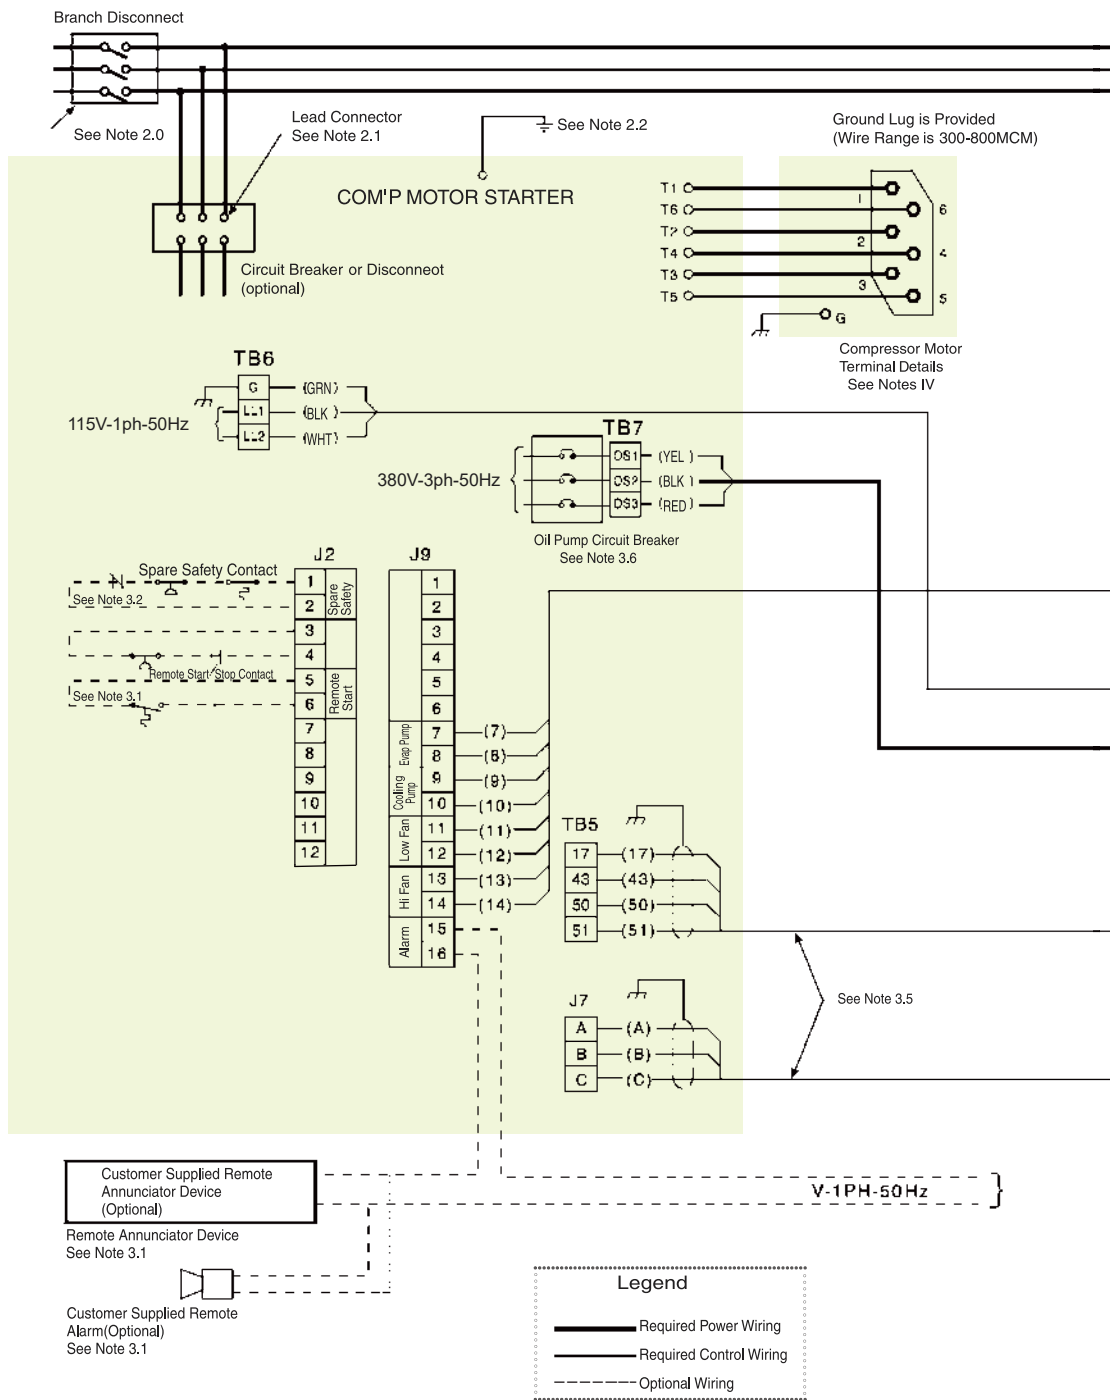 Branch Disconnect
See Note 2.0
Lead Connector
See Note 2.1
See Note 2.2
Ground Lug is Provided
(Wire Range is 300-800MCM)
COM'P MOTOR STARTER
T1
T6
T2
T4
T3
T5
1
2
3
6
4
5
G
Circuit Breaker or Disconneot
(optional)
Compressor Motor
Terminal Details
See Notes IV
TB6
G (GRN)
LL1 (BLK)
LL2 (WHT)
115V-1ph-50Hz
TB7
OS1 (YEL)
OS2 (BLK)
OS3 (RED)
380V-3ph-50Hz
Oil Pump Circuit Breaker
See Note 3.6
J2
1
2
3
4
5
6
7
8
9
10
11
12
Spare
Safety
Remote
Start
Spare Safety Contact
See Note 3.2
Remote Start Stop Contact
See Note 3.1
J9
1
2
3
4
5
6
7 (7)
8 (8)
9 (9)
10 (10)
11 (11)
12 (12)
13 (13)
14 (14)
15
16
Evap Pump
Cooling
Pump
Low Fan
Hi Fan
Alarm
TB5
17 (17)
43 (43)
50 (50)
51 (51)
See Note 3.5
J7
A (A)
B (B)
C (C)
Customer Supplied Remote
Annunciator Device
(Optional)
Remote Annunciator Device
See Note 3.1
V-1PH-50Hz
Customer Supplied Remote
Alarm(Optional)
See Note 3.1
Legend
Required Power Wiring
Required Control Wiring
Optional Wiring